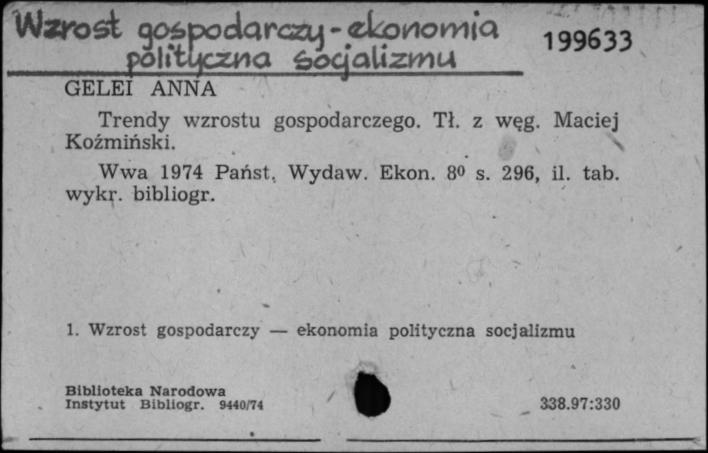 Wzrost gospodarczy - ekonomia
polityczna socjalizmu
199633
GELEI ANNA
Trendy wzrostu gospodarczego. Tł. z węg. Maciej
Koźmiński.
Wwa 1974 Państ. Wydaw. Ekon. 8⁰ s. 296, il. tab.
wykr. bibliogr.
1. Wzrost gospodarczy — ekonomia polityczna socjalizmu
Biblioteka Narodowa
Instytut Bibliogr. 9440/74
338.97:330